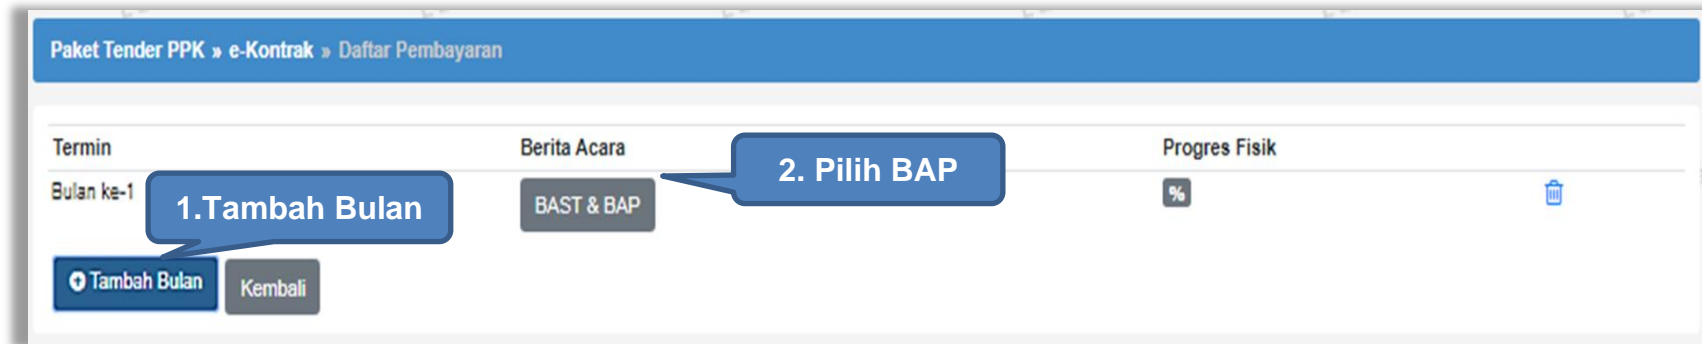 Paket Tender PPK » e-Kontrak » Daftar Pembayaran
Termin Berita Acara Progres Fisik
2. Pilih BAP
Bulan ke-1 BAST & BAP %
1.Tambah Bulan
Tambah Bulan Kembali